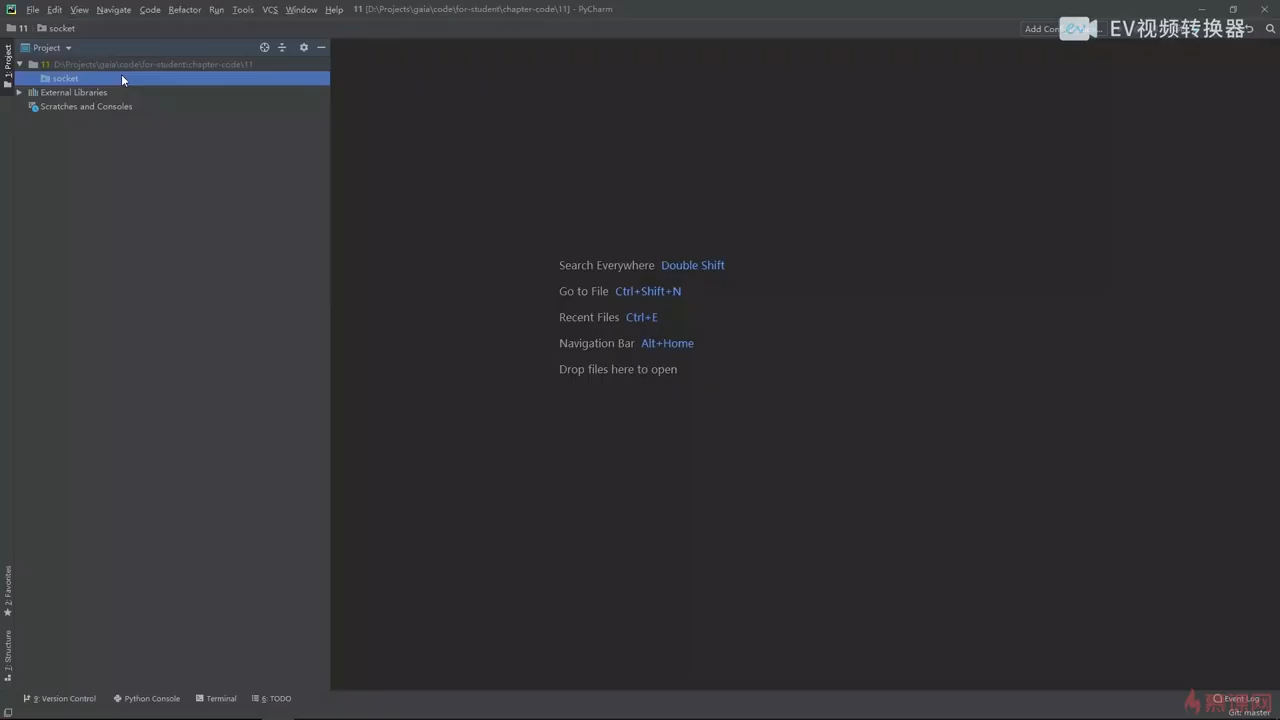 File Edit View Navigate Code Refactor Run Tools VCS Window Help 11 [D:\Projects\gaia\code\for-student\chapter-code\11] - PyCharm
11 socket
Add Con
EV视频转换器
1: Project
Project
11 D:\Projects\gaia\code\for-student\chapter-code\11
socket
External Libraries
Scratches and Consoles
Search Everywhere Double Shift
Go to File Ctrl+Shift+N
Recent Files Ctrl+E
Navigation Bar Alt+Home
Drop files here to open
2: Favorites
7: Structure
9: Version Control Python Console Terminal 6: TODO
Event Log
慕课网
Git: master